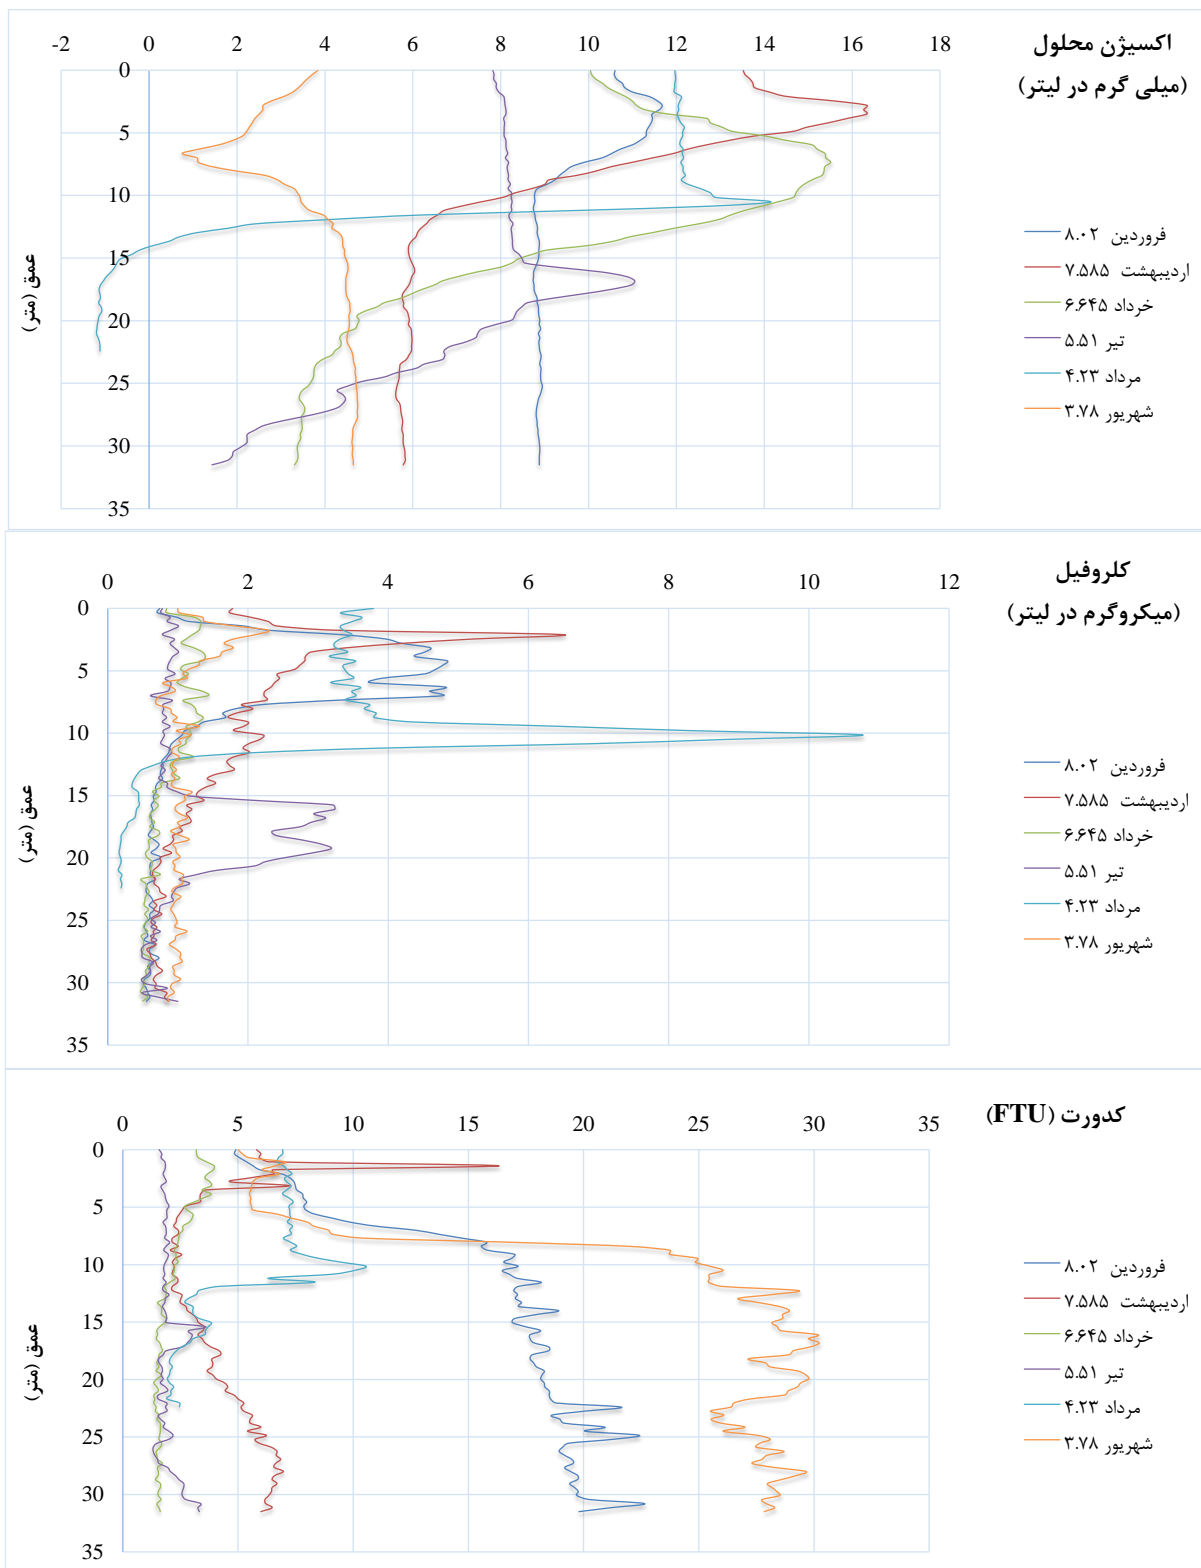 اکسیژن محلول
(میلی گرم در لیتر)
-2 0 2 4 6 8 10 12 14 16 18
0
5
10
15
20
25
30
35
عمق (متر)
فروردین ۸.۰۲
اردیبهشت ۷.۵۸۵
خرداد ۶.۶۴۵
تیر ۵.۵۱
مرداد ۴.۲۳
شهریور ۳.۷۸
کلروفیل
(میکروگرم در لیتر)
0 2 4 6 8 10 12
0
5
10
15
20
25
30
35
عمق (متر)
فروردین ۸.۰۲
اردیبهشت ۷.۵۸۵
خرداد ۶.۶۴۵
تیر ۵.۵۱
مرداد ۴.۲۳
شهریور ۳.۷۸
کدورت (FTU)
0 5 10 15 20 25 30 35
0
5
10
15
20
25
30
35
عمق (متر)
فروردین ۸.۰۲
اردیبهشت ۷.۵۸۵
خرداد ۶.۶۴۵
تیر ۵.۵۱
مرداد ۴.۲۳
شهریور ۳.۷۸